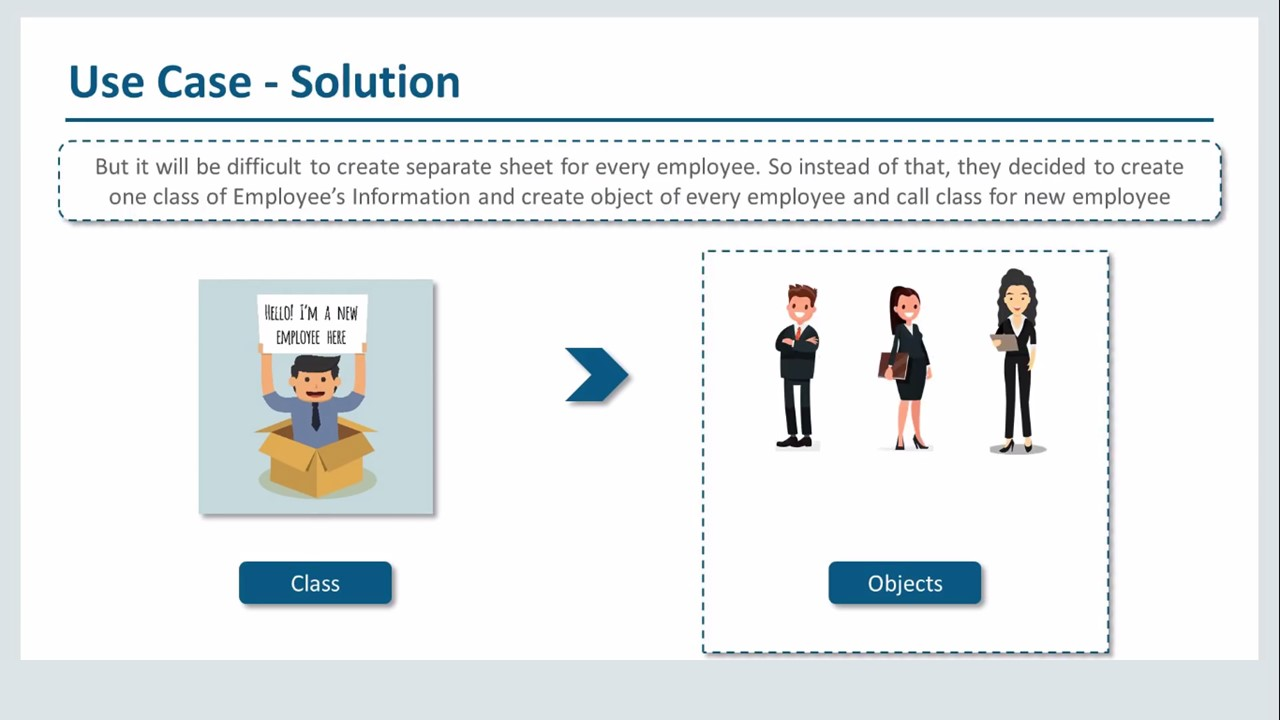 Use Case - Solution
But it will be difficult to create separate sheet for every employee. So instead of that, they decided to create
one class of Employee’s Information and create object of every employee and call class for new employee
HELLO! I'M A NEW
EMPLOYEE HERE
Class
Objects